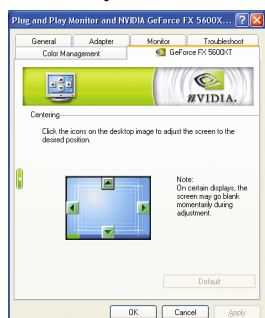 Plug and Play Monitor and NVIDIA GeForce FX 5600X...
General Adapter Monitor Troubleshoot
Color Management GeForce FX 5600XT
NVIDIA.
Centering
Click the icons on the desktop image to adjust the screen to the
desired position.
Note:
On certain displays, the
screen may go blank
momentarily during
adjustment.
Default
OK Cancel Apply